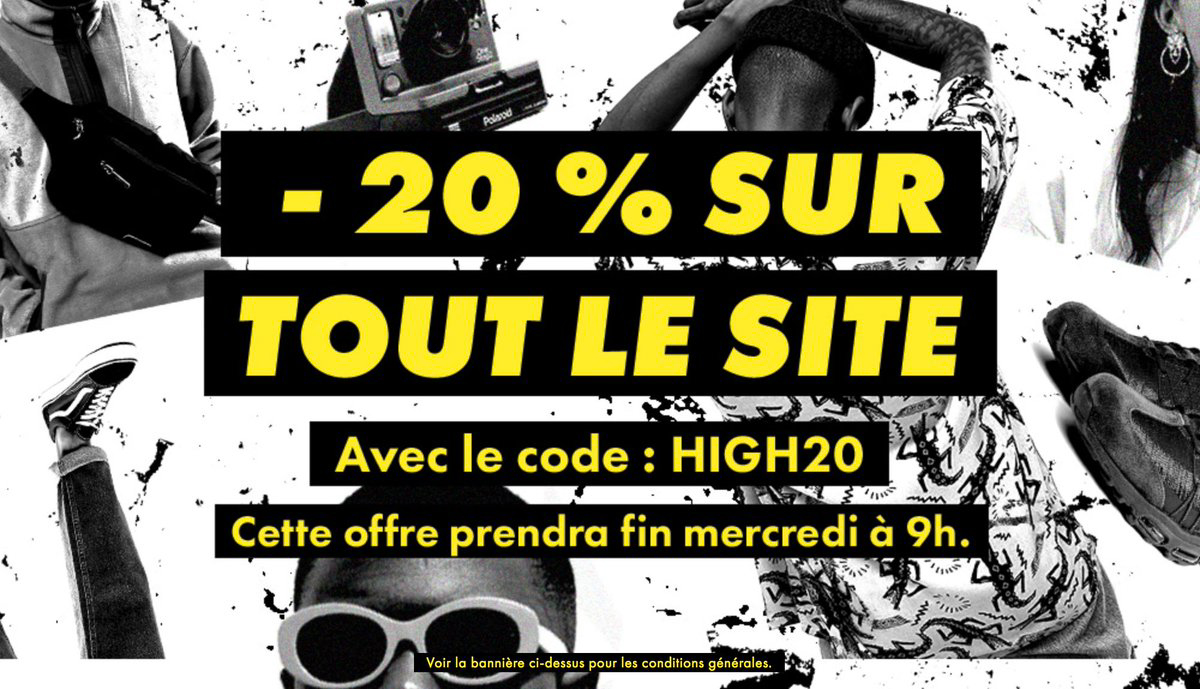 Polaroid
- 20 % SUR
TOUT LE SITE
Avec le code : HIGH20
Cette offre prendra fin mercredi à 9h.
Voir la bannière ci-dessus pour les conditions générales.